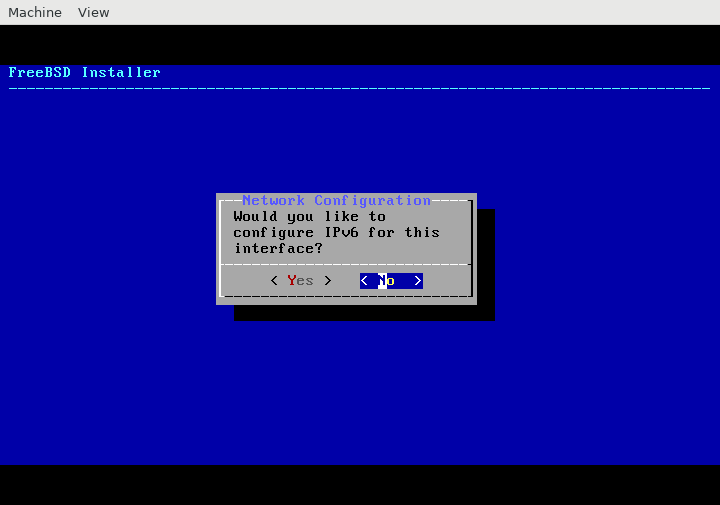 Machine View
FreeBSD Installer
Network Configuration
Would you like to
configure IPv6 for this
interface?
< Yes > < No >